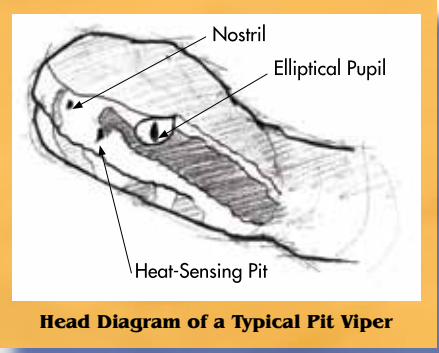 Nostril
Elliptical Pupil
Heat-Sensing Pit
Head Diagram of a Typical Pit Viper